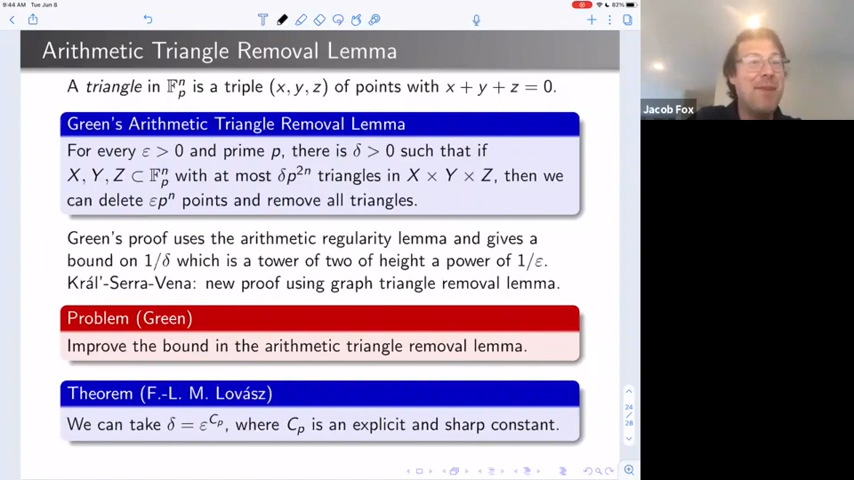 9:44 AM Tue Jun 8
82%
Arithmetic Triangle Removal Lemma
A triangle in 𝔽ₚⁿ is a triple (x, y, z) of points with x + y + z = 0.
Jacob Fox
Green's Arithmetic Triangle Removal Lemma
For every ε > 0 and prime p, there is δ > 0 such that if
X, Y, Z ⊂ 𝔽ₚⁿ with at most δp²ⁿ triangles in X × Y × Z, then we
can delete εpⁿ points and remove all triangles.
Green's proof uses the arithmetic regularity lemma and gives a
bound on 1/δ which is a tower of two of height a power of 1/ε.
Král'-Serra-Vena: new proof using graph triangle removal lemma.
Problem (Green)
Improve the bound in the arithmetic triangle removal lemma.
Theorem (F.-L. M. Lovász)
We can take δ = ε^{Cₚ}, where Cₚ is an explicit and sharp constant.
24
/
28